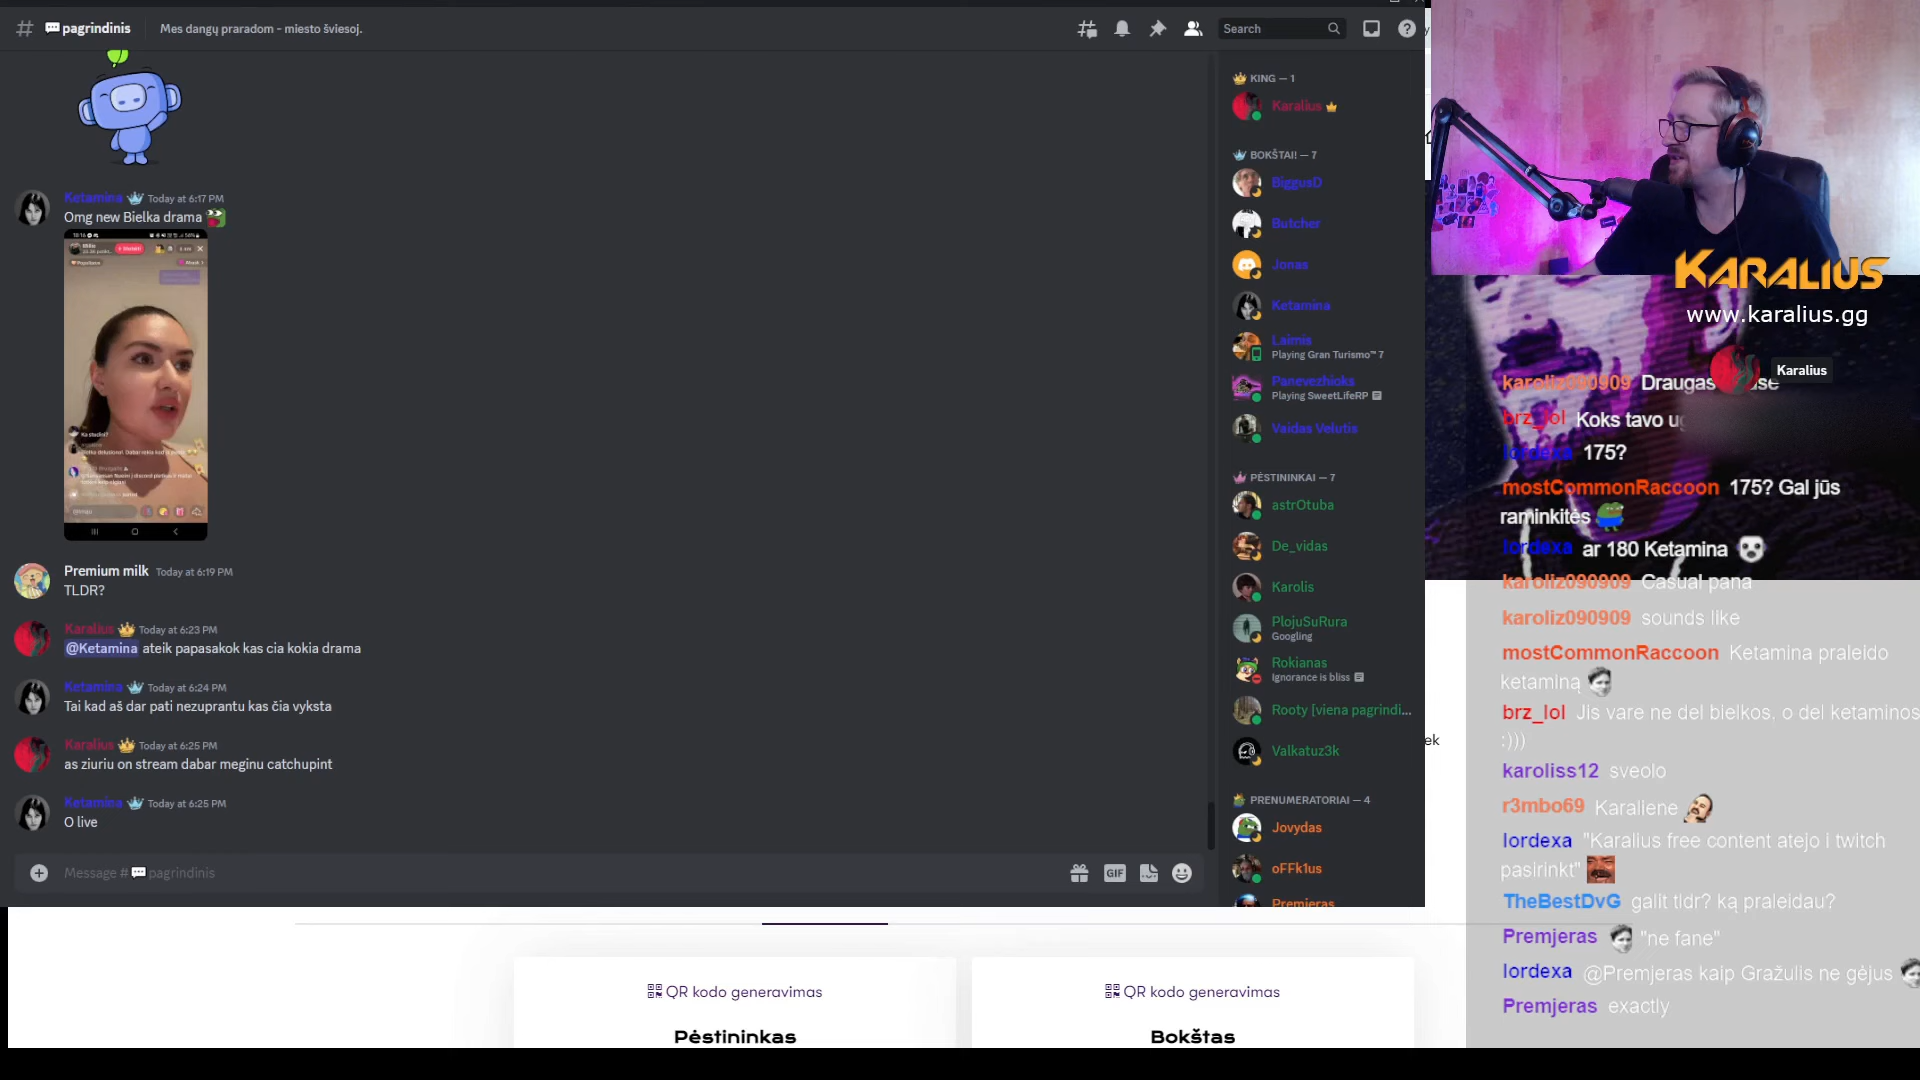 pagrindinis
Mes dangų praradom - miesto šviesoj.
Search
Ketamina Today at 6:17 PM
Omg new Bielka drama
Premium milk Today at 6:19 PM
TLDR?
Karalius Today at 6:23 PM
@Ketamina ateik papasakok kas cia kokia drama
Ketamina Today at 6:24 PM
Tai kad aš dar pati nezuprantu kas čia vyksta
Karalius Today at 6:25 PM
as ziuriu on stream dabar meginu catchupint
Ketamina Today at 6:25 PM
O live
Message # pagrindinis
GIF
KING — 1
Karalius
BOKŠTAI! — 7
BiggusD
Butcher
Jonas
Ketamina
Laimis
Playing Gran Turismo™ 7
Panevezhioks
Playing SweetLifeRP
Vaidas Velutis
PĖSTININKAI — 7
astrOtuba
De_vidas
Karolis
PlojuSuRura
Googling
Rokianas
Ignorance is bliss
Rooty [viena pagrindi...
Valkatuz3k
PRENUMERATORIAI — 4
Jovydas
oFFk1us
Premjeras
KARALIUS
www.karalius.gg
Karalius
karoliz090909 Draugas
brz_lol Koks tavo
lordexa 175?
mostCommonRaccoon 175? Gal jūs
raminkitės
lordexa ar 180 Ketamina
karoliz090909 Casual pana
karoliz090909 sounds like
mostCommonRaccoon Ketamina praleido
ketaminą
brz_lol Jis vare ne del bielkos, o del ketaminos
:)))
karoliss12 sveolo
r3mbo69 Karaliene
lordexa "Karalius free content atejo i twitch
pasirinkt"
TheBestDvG galit tldr? ką praleidau?
Premjeras "ne fane"
lordexa @Premjeras kaip Gražulis ne gėjus
Premjeras exactly
ek
QR kodo generavimas
Pėstininkas
QR kodo generavimas
Bokštas